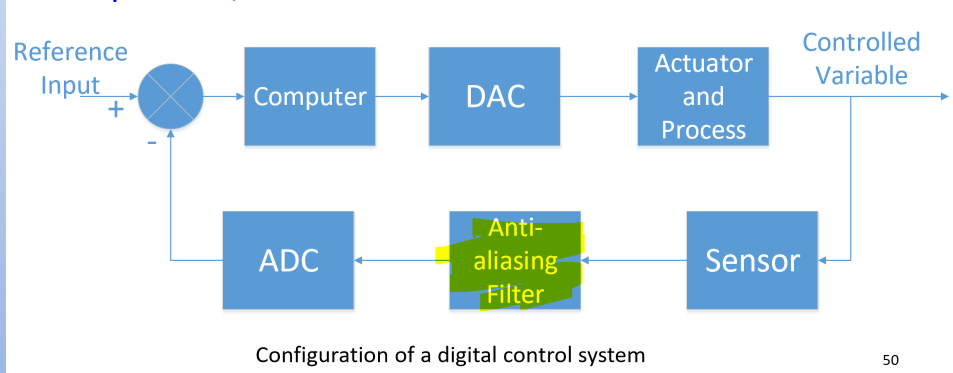 Reference
Input
+
-
Computer
DAC
Actuator
and
Process
Controlled
Variable
ADC
Anti-
aliasing
Filter
Sensor
Configuration of a digital control system
50